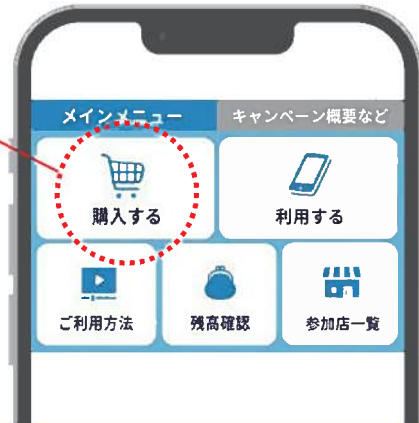 メインメニュー
キャンペーン概要など
購入する
利用する
ご利用方法
残高確認
参加店一覧